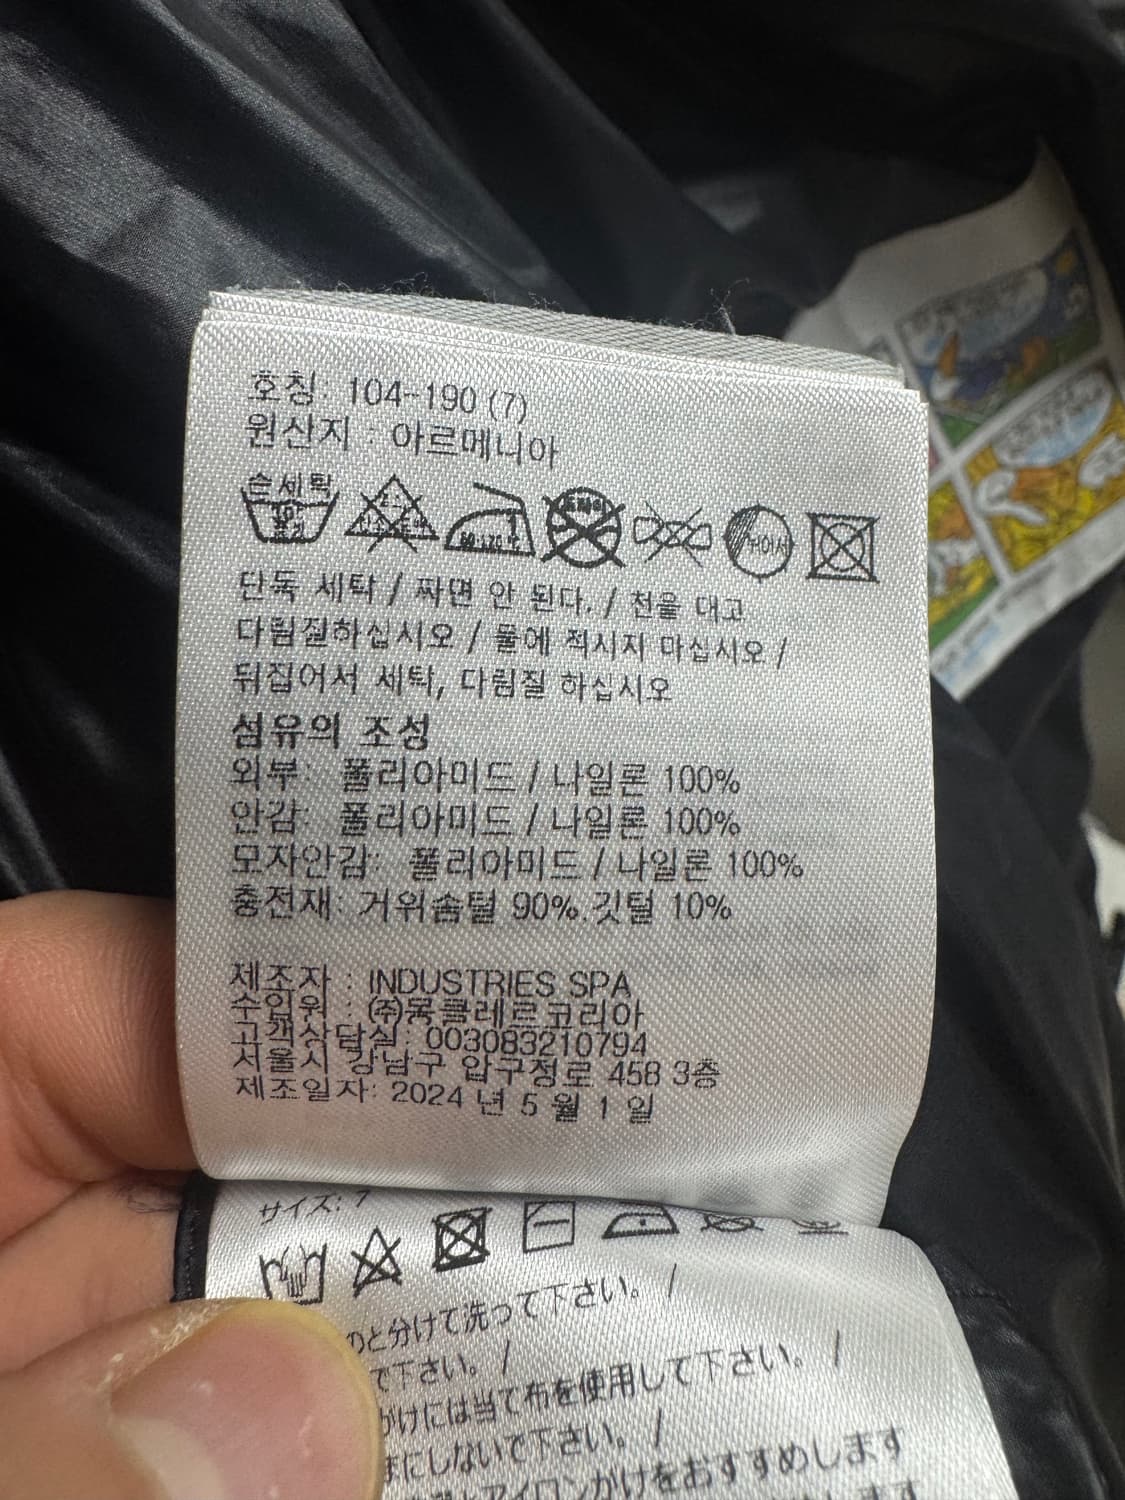 호칭: 104-190 (7)
원산지 : 아르메니아
손세탁
단독 세탁 / 짜면 안 된다. / 천을 대고
다림질하십시오 / 물에 적시지 마십시오 /
뒤집어서 세탁, 다림질 하십시오
섬유의 조성
외부: 폴리아미드 / 나일론 100%
안감: 폴리아미드 / 나일론 100%
모자안감: 폴리아미드 / 나일론 100%
충전재: 거위솜털 90%.깃털 10%
제조자 : INDUSTRIES SPA
수입원 : ㈜몽클레르코리아
고객상담실: 003083210794
서울시 강남구 압구정로 458 3층
제조일자: 2024 년 5 월 1 일
サイズ: 7
のと分けて洗って下さい。 /
て下さい。 /
がけには当て布を使用して下さい。 /
まにしないで下さい。 /
アイロンがけをおすすめします